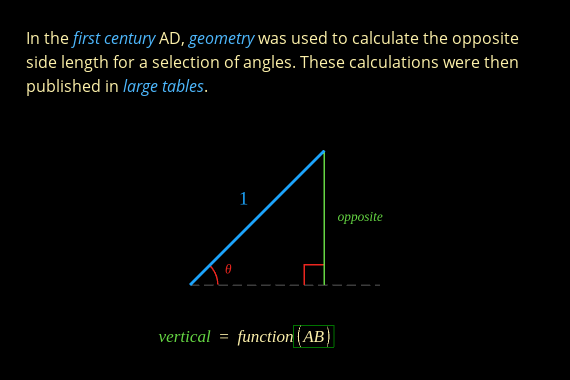 In the first century AD, geometry was used to calculate the opposite
side length for a selection of angles. These calculations were then
published in large tables.
1
opposite
θ
vertical = function(AB)